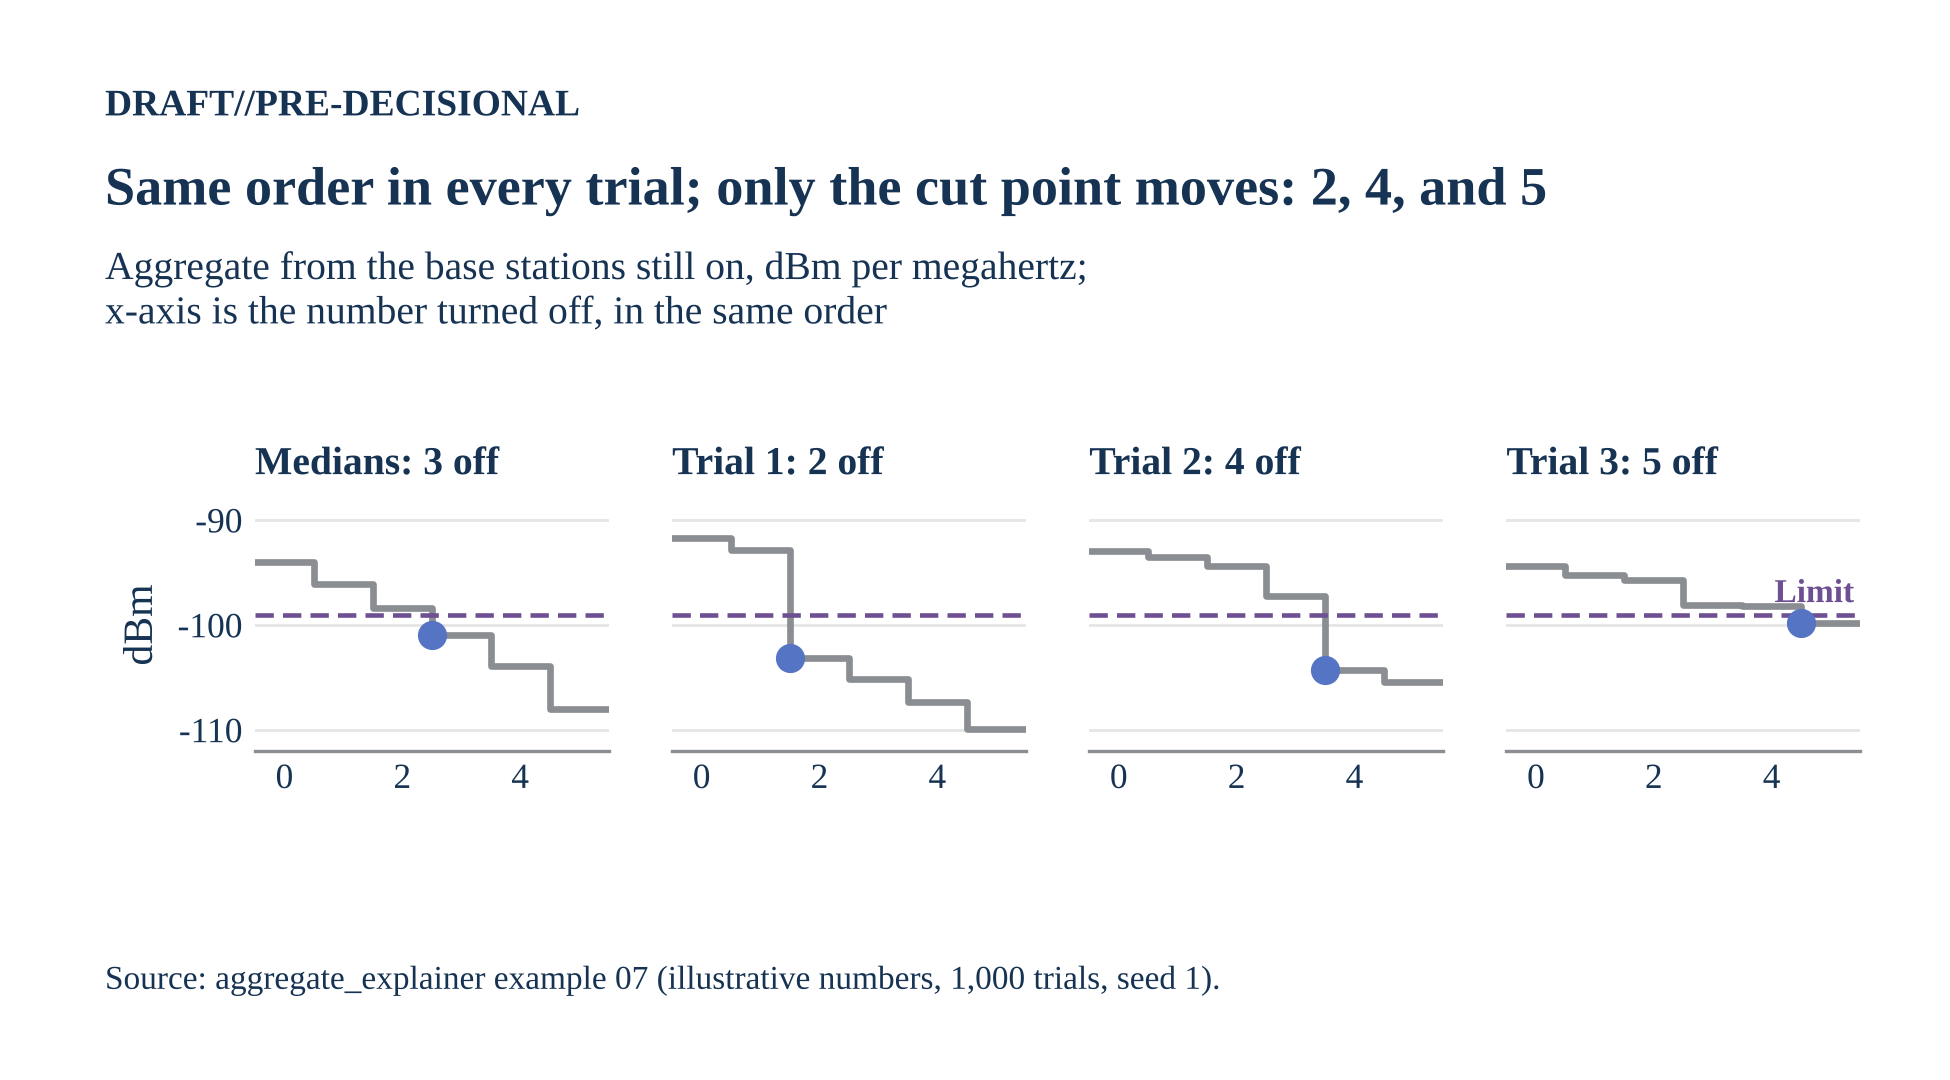 DRAFT//PRE-DECISIONAL
Same order in every trial; only the cut point moves: 2, 4, and 5
Aggregate from the base stations still on, dBm per megahertz;
x-axis is the number turned off, in the same order
Medians: 3 off
Trial 1: 2 off
Trial 2: 4 off
Trial 3: 5 off
-90
-100
-110
dBm
Limit
0 2 4
0 2 4
0 2 4
0 2 4
Source: aggregate_explainer example 07 (illustrative numbers, 1,000 trials, seed 1).